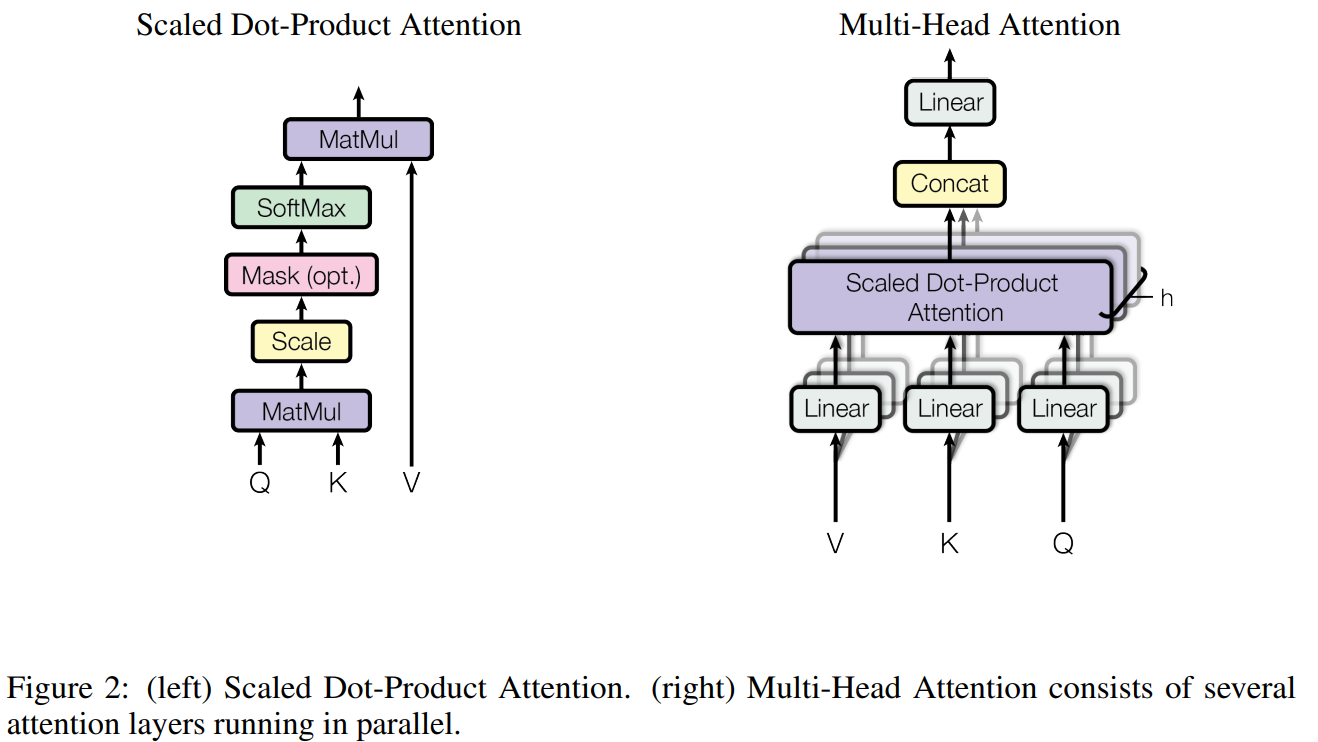 Scaled Dot-Product Attention
MatMul
SoftMax
Mask (opt.)
Scale
MatMul
Q K V
Multi-Head Attention
Linear
Concat
Scaled Dot-Product
Attention
h
Linear Linear Linear
V K Q
Figure 2: (left) Scaled Dot-Product Attention. (right) Multi-Head Attention consists of several
attention layers running in parallel.